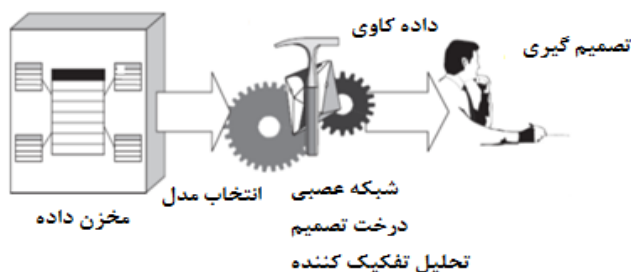 داده کاوی
تصمیم گیری
انتخاب مدل
مخزن داده
شبکه عصبی
درخت تصمیم
تحلیل تفکیک کننده